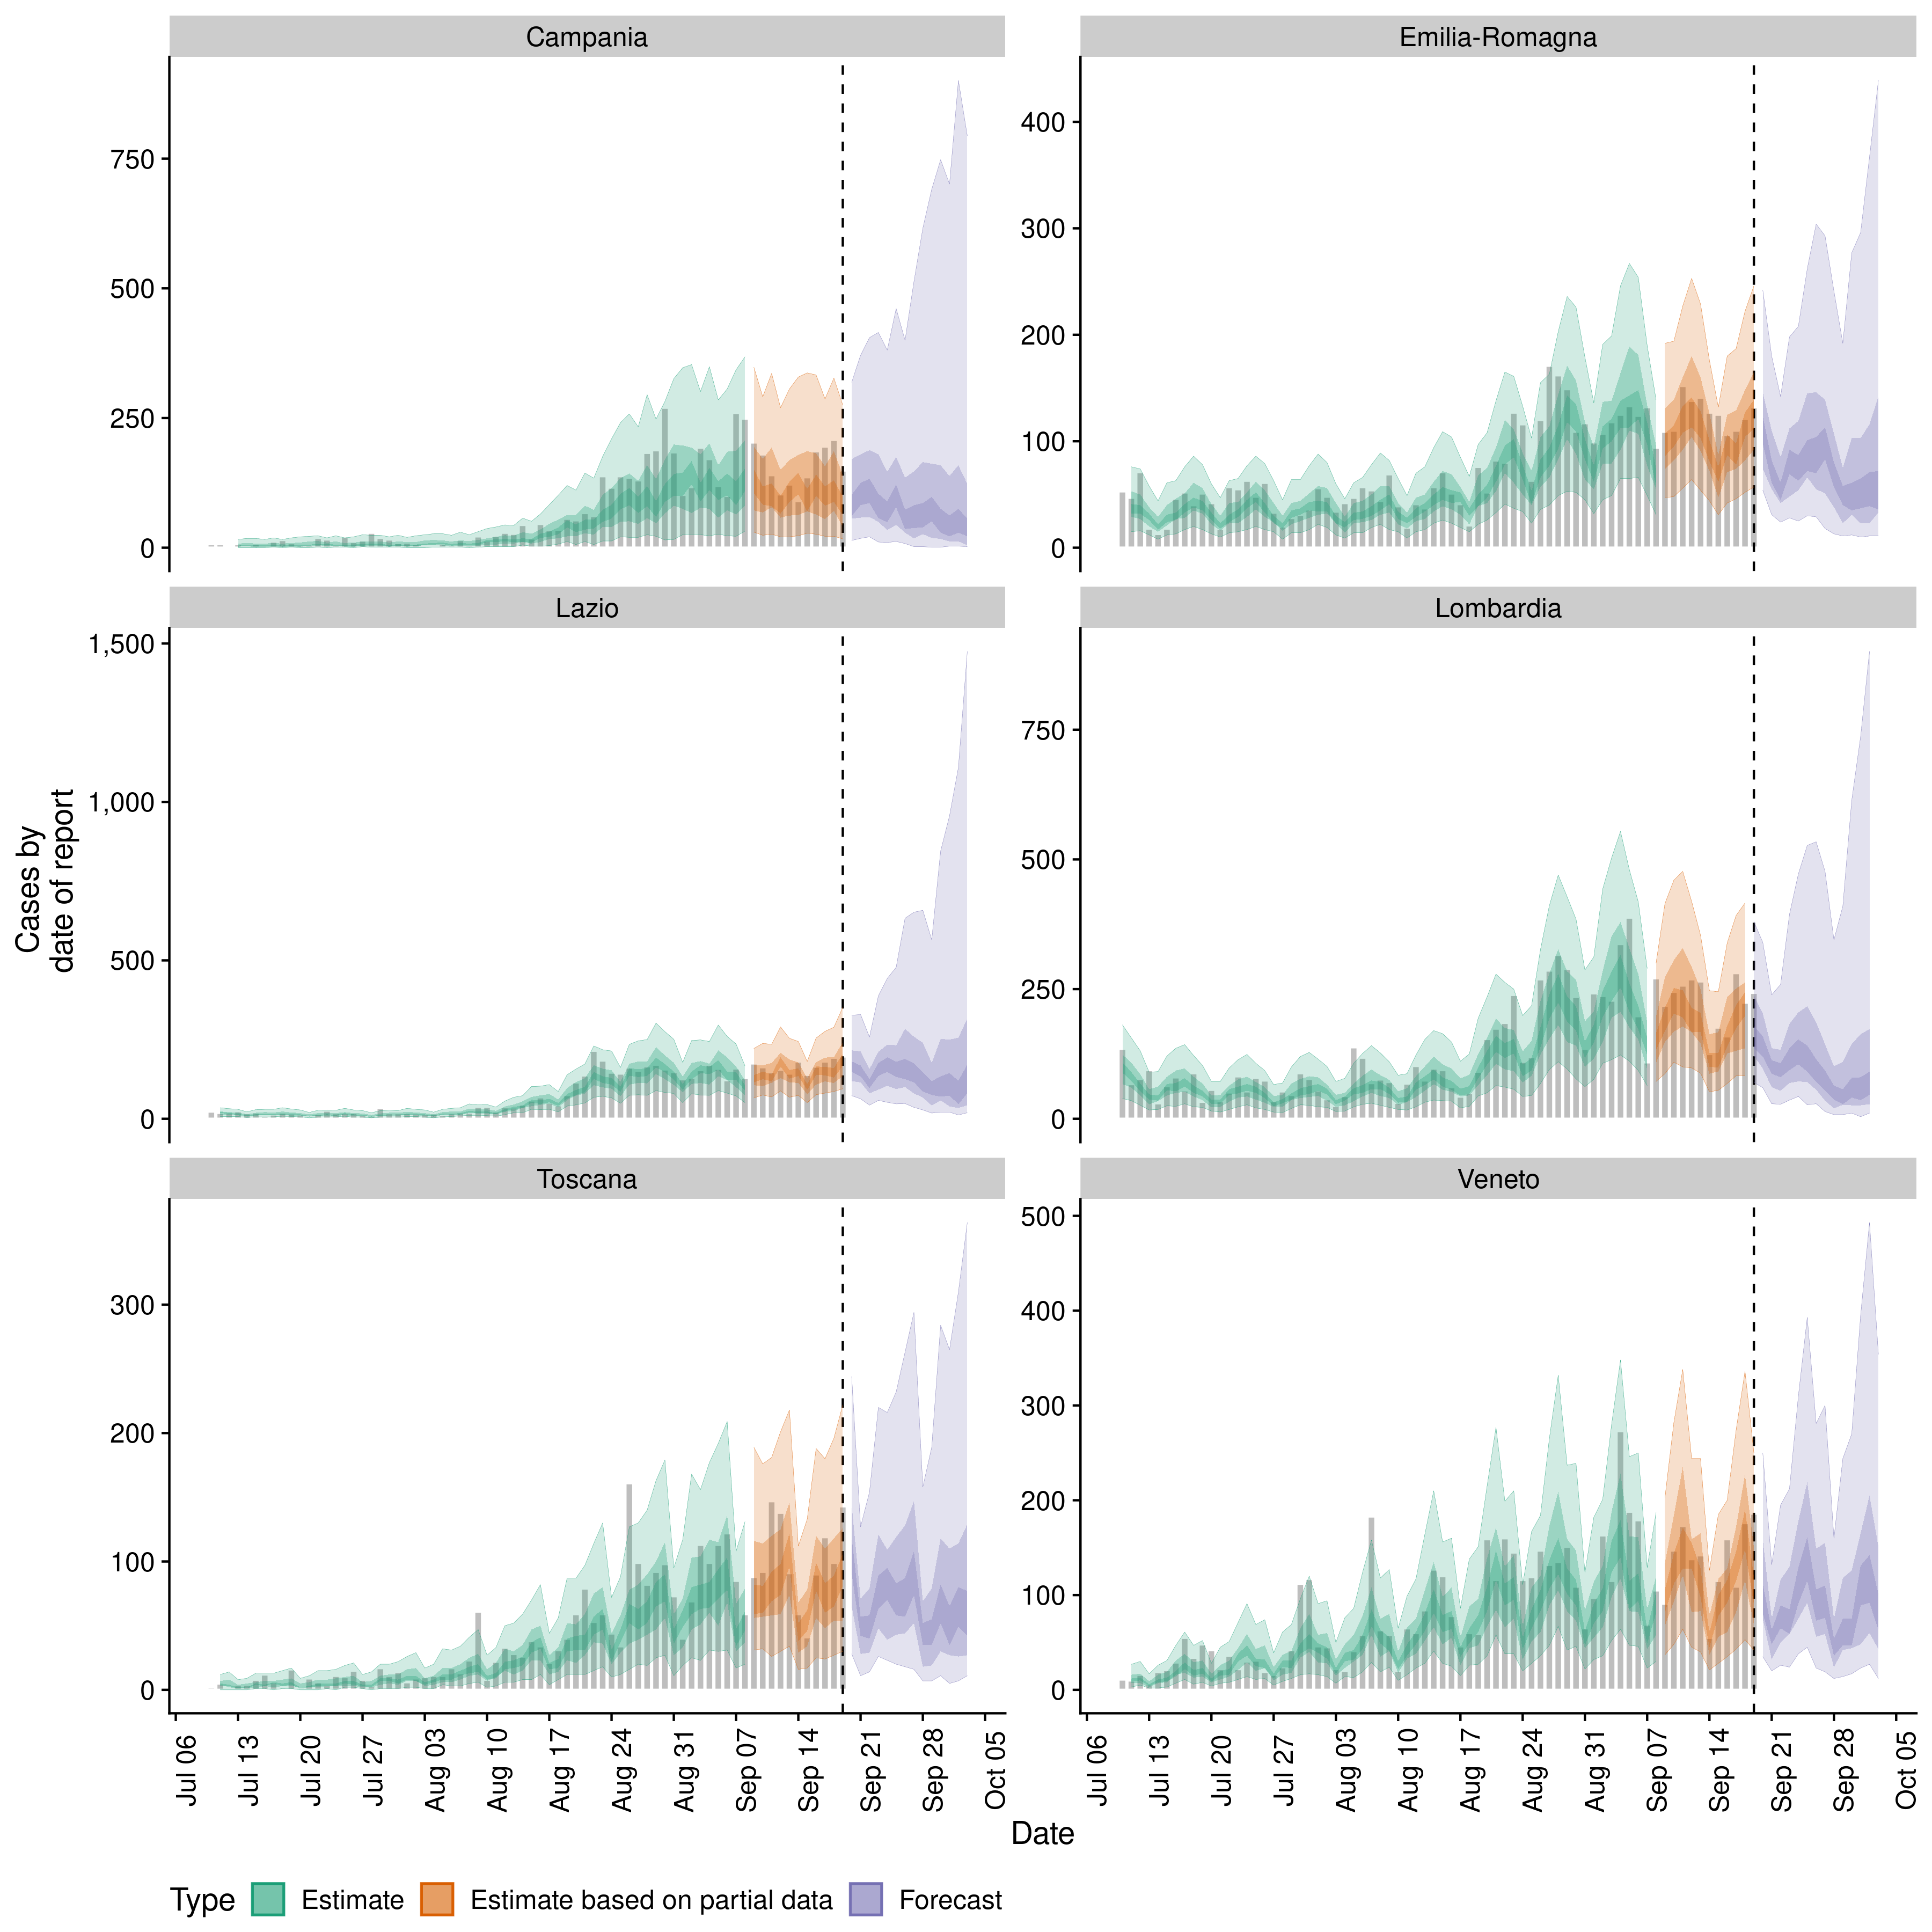 Campania
Emilia-Romagna
750
500
250
0
400
300
200
100
0
Lazio
Lombardia
1,500
1,000
500
0
750
500
250
0
Toscana
Veneto
300
200
100
0
500
400
300
200
100
0
Cases by
date of report
Jul 06
Jul 13
Jul 20
Jul 27
Aug 03
Aug 10
Aug 17
Aug 24
Aug 31
Sep 07
Sep 14
Sep 21
Sep 28
Oct 05
Jul 06
Jul 13
Jul 20
Jul 27
Aug 03
Aug 10
Aug 17
Aug 24
Aug 31
Sep 07
Sep 14
Sep 21
Sep 28
Oct 05
Date
Type Estimate Estimate based on partial data Forecast